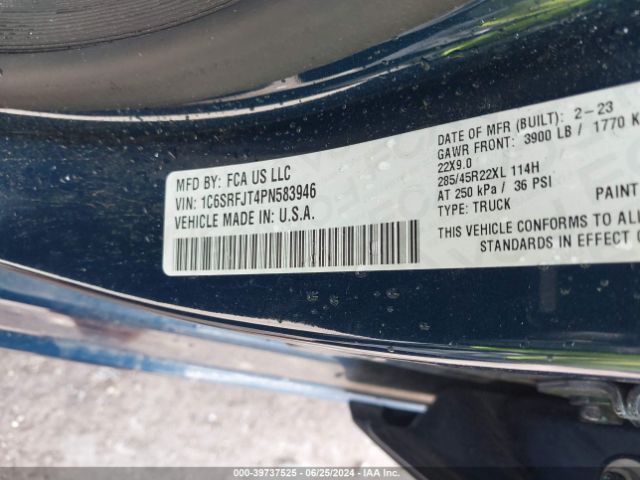 MFD BY: FCA US LLC
VIN: 1C6SRFJT4PN583946
VEHICLE MADE IN U.S.A.
DATE OF MFR (BUILT): 2-23
GAWR FRONT: 3900 LB / 1770 K
22X9.0
285/45R22XL 114H
AT 250 kPa / 36 PSI
TYPE: TRUCK
PAINT
THIS VEHICLE CONFORMS TO ALL
STANDARDS IN EFFECT O
000-39737525 - 06/25/2024 - IAA Inc.